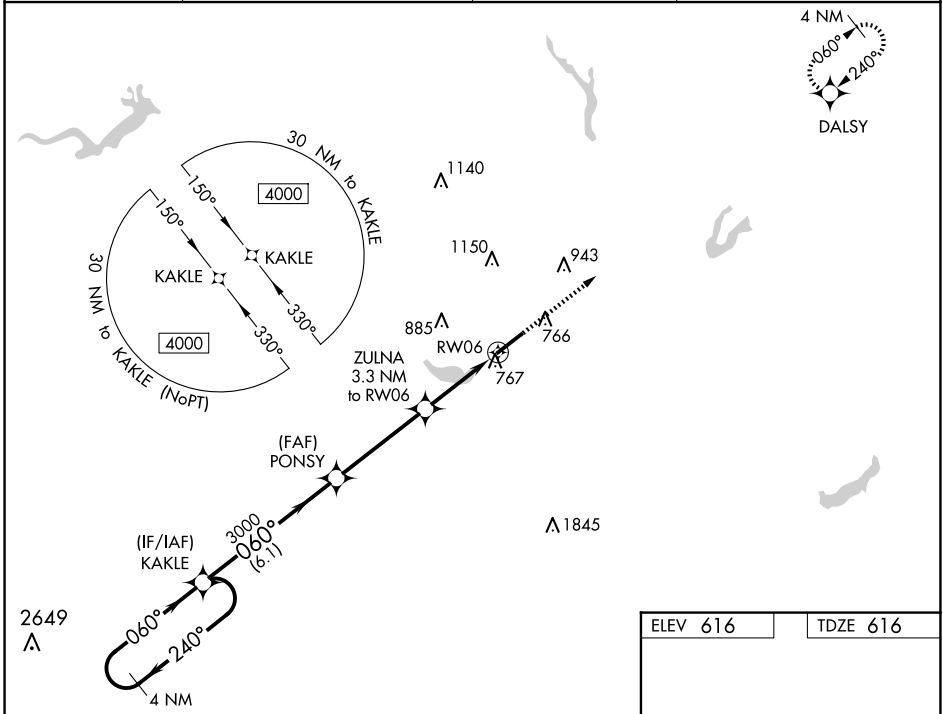 4 NM
060°
240°
DALSY
30 NM to KAKLE
150°
4000
KAKLE
330°
150°
KAKLE
4000
330°
30 NM to KAKLE (NoPT)
1140
1150
943
885
766
RW06
767
ZULNA
3.3 NM
to RW06
(FAF)
PONSY
1845
3000
060°
(6.1)
(IF/IAF)
KAKLE
060°
240°
4 NM
2649
ELEV 616
TDZE 616